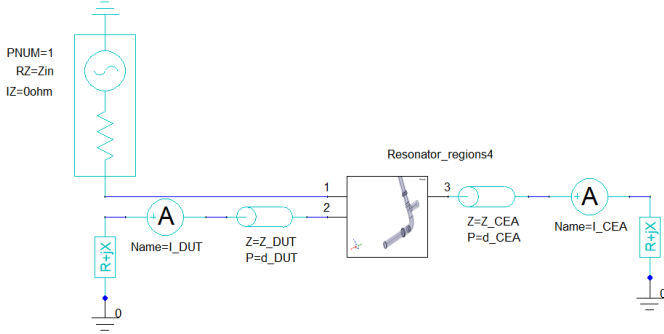 PNUM=1
RZ=Zin
IZ=0ohm
Resonator_regions4
1
2
3
A
A
Name=I_DUT
Z=Z_DUT
P=d_DUT
Z=Z_CEA
P=d_CEA
Name=I_CEA
R+jX
R+jX
0
0